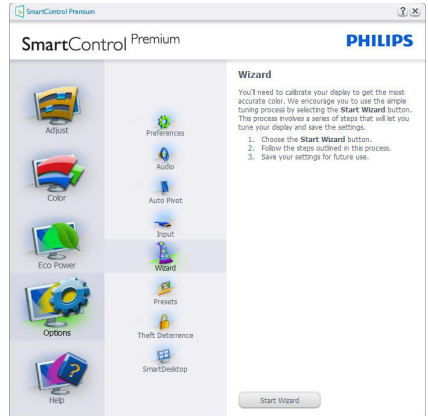 SmartControl Premium
SmartControl Premium
PHILIPS
Adjust
Color
Eco Power
Options
Help
Preferences
Audio
Auto Pivot
Input
Wizard
Presets
Theft Deterrence
SmartDesktop
Wizard
You'll need to calibrate your display to get the most
accurate color. We encourage you to use the simple
tuning process by selecting the Start Wizard button.
This process involves a series of steps that will let you
tune your display and save the settings.
1. Choose the Start Wizard button.
2. Follow the steps outlined in this process.
3. Save your settings for future use.
Start Wizard